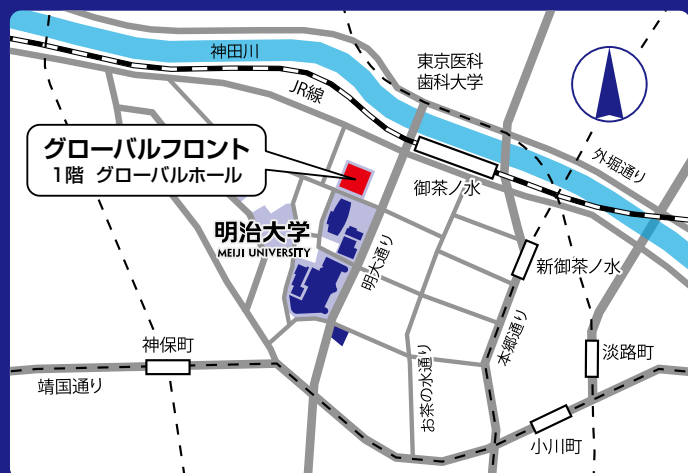 神田川
東京医科
歯科大学
JR線
外堀通り
グローバルフロント
1階 グローバルホール
御茶ノ水
明治大学
MEIJI UNIVERSITY
明大通り
新御茶ノ水
本郷通り
神保町
お茶の水通り
淡路町
靖国通り
小川町